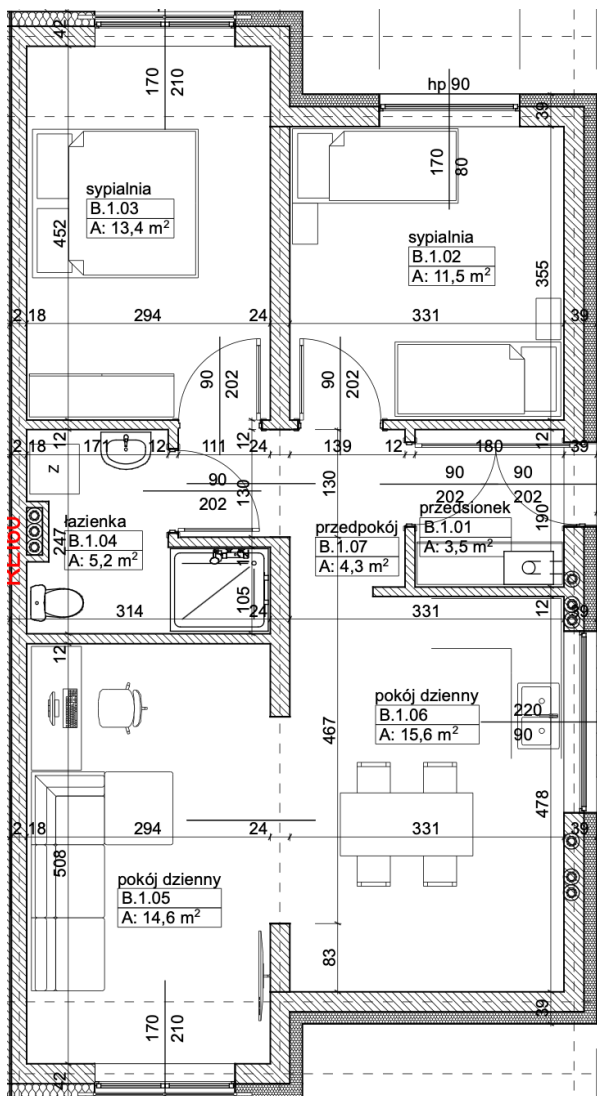 42
170
210
hp 90
39
170
80
sypialnia
B.1.03
A: 13,4 m²
452
sypialnia
B.1.02
A: 11,5 m²
355
2
18
294
24
331
39
90
202
90
202
12
2
18
171
12
111
24
12
139
12
180
12
39
Z
90
202
130
130
90
202
90
202
190
247
łazienka
B.1.04
A: 5,2 m²
przedpokój
B.1.07
A: 4,3 m²
przedsionek
B.1.01
A: 3,5 m²
12
105
2
18
314
24
331
12
39
12
pokój dzienny
B.1.06
A: 15,6 m²
220
90
467
478
2
18
294
24
331
39
508
pokój dzienny
B.1.05
A: 14,6 m²
83
170
210
39
42